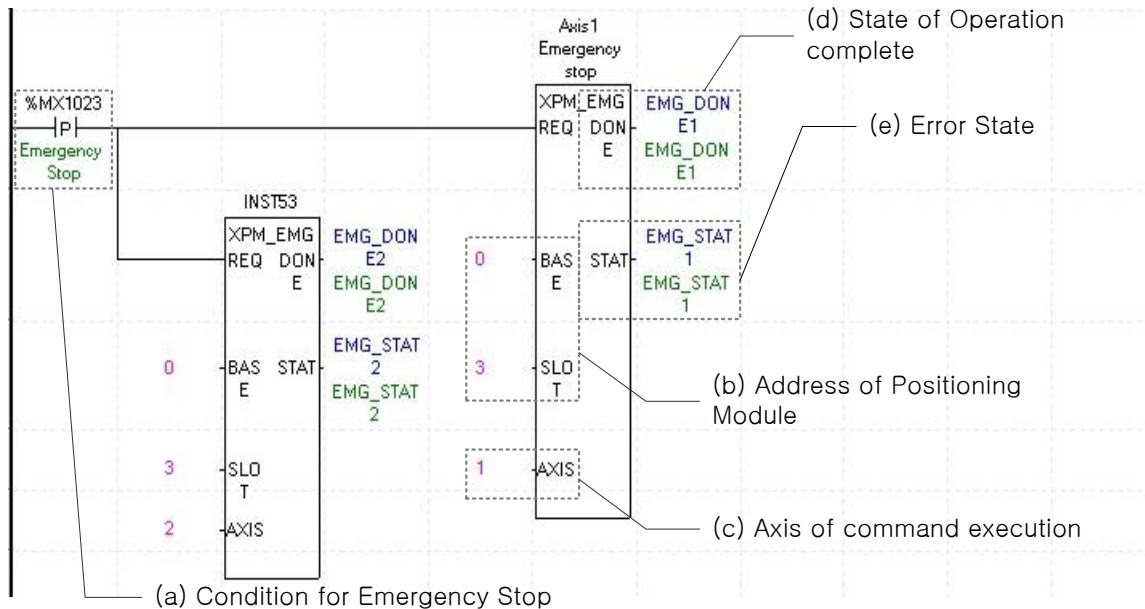 Axis1
Emergency
stop
(d) State of Operation
complete
%MX1023
P
Emergency
Stop
XPM_EMG
REQ DON
E
EMG_DON
E1
EMG_DON
E1
(e) Error State
INST53
XPM_EMG
REQ DON
E
EMG_DON
E2
EMG_DON
E2
0
BAS STAT
E
EMG_STAT
1
EMG_STAT
1
0
BAS STAT
E
EMG_STAT
2
EMG_STAT
2
3
SLO
T
(b) Address of Positioning
Module
3
SLO
T
1
AXIS
2
AXIS
(c) Axis of command execution
(a) Condition for Emergency Stop